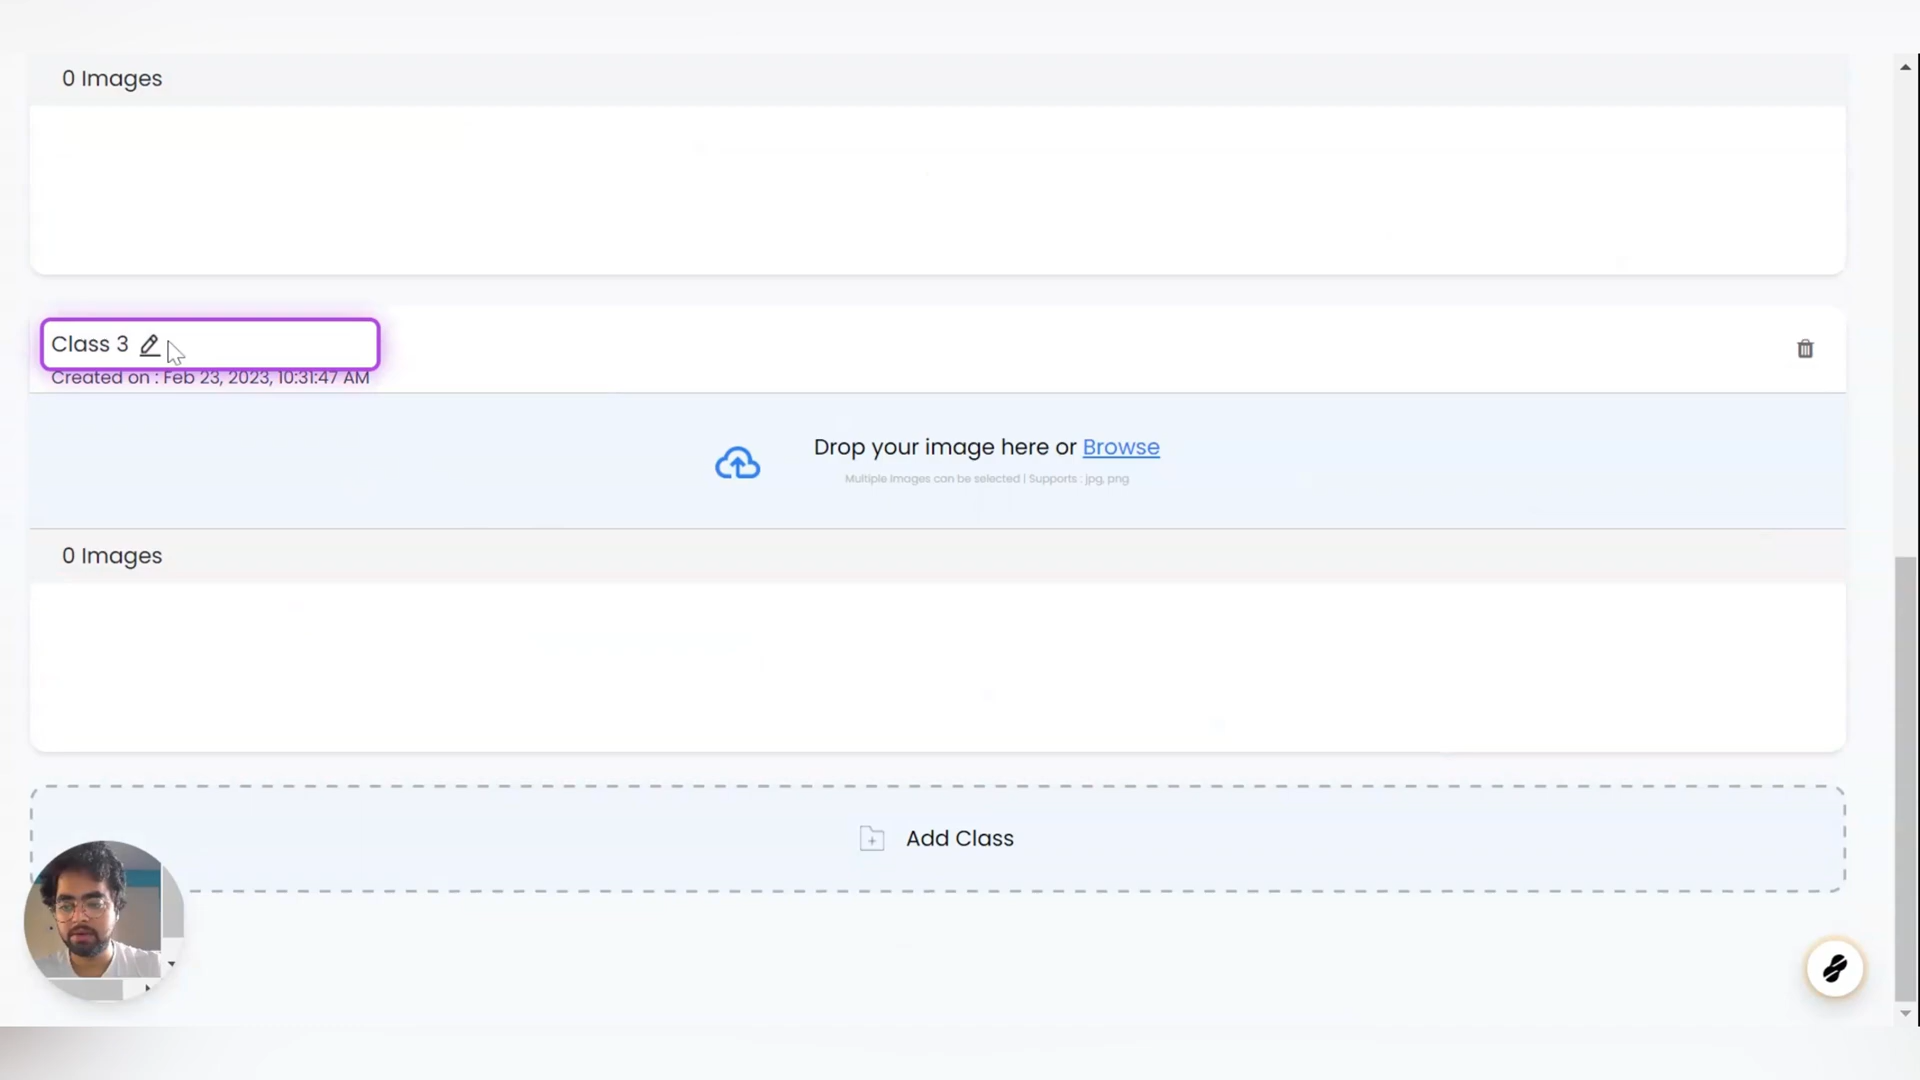 0 Images
Class 3
Created on : Feb 23, 2023, 10:31:47 AM
Drop your image here or Browse
Multiple images can be selected | Supports : jpg, png
0 Images
Add Class